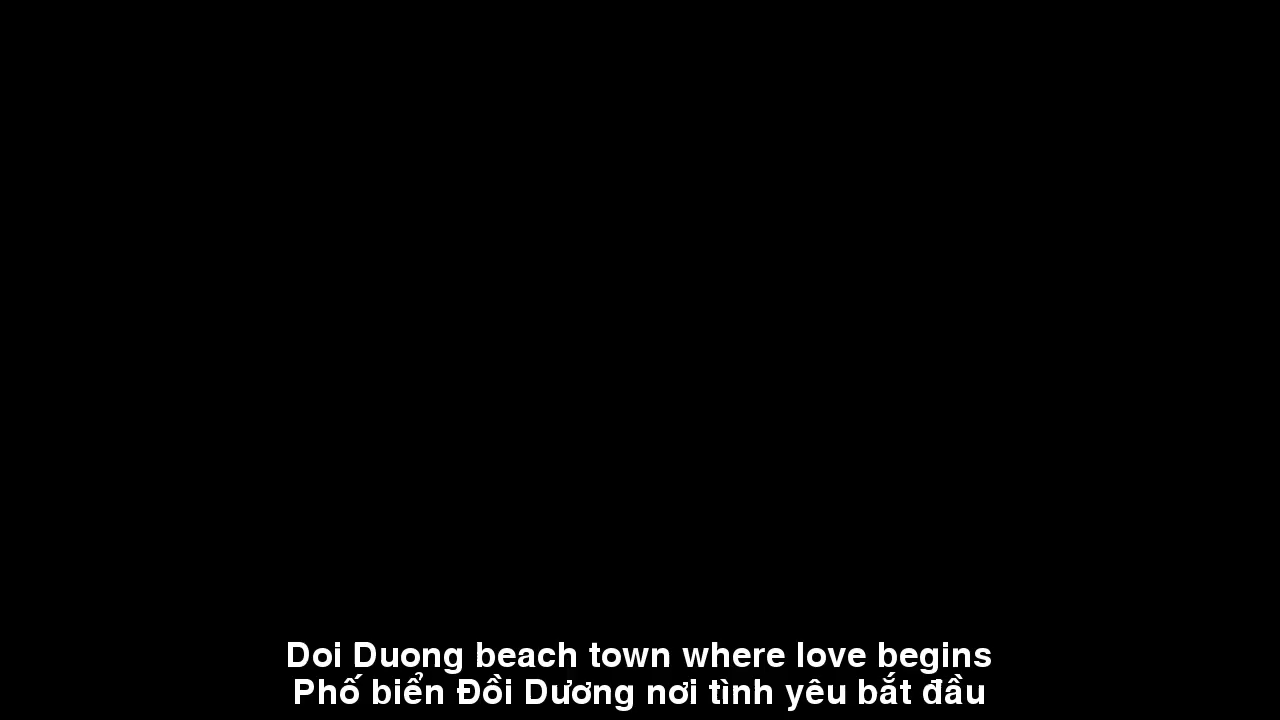 Doi Duong beach town where love begins
Phố biển Đồi Dương nơi tình yêu bắt đầu